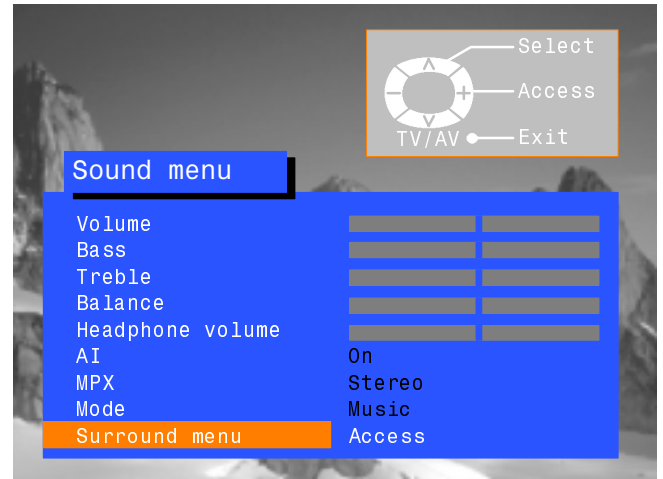 Select
Access
TV/AV Exit
Sound menu
Volume
Bass
Treble
Balance
Headphone volume
AI On
MPX Stereo
Mode Music
Surround menu Access